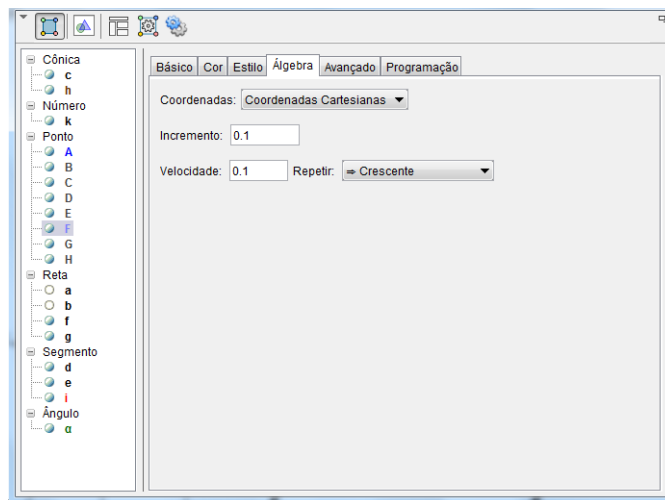 Cônica
c
h
Número
k
Ponto
A
B
C
D
E
F
G
H
Reta
a
b
f
g
Segmento
d
e
i
Ângulo
α
Básico Cor Estilo Álgebra Avançado Programação
Coordenadas: Coordenadas Cartesianas
Incremento: 0.1
Velocidade: 0.1 Repetir: ⇒ Crescente